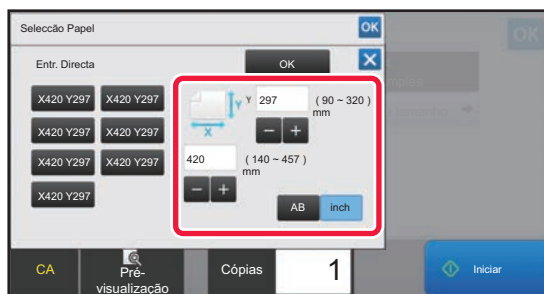 Selecção Papel
OK
OK
Entr. Directa
OK
X420 Y297
X420 Y297
X420 Y297
X420 Y297
X420 Y297
X420 Y297
X420 Y297
Y
Y 297
( 90 ~ 320 )
mm
X
420
( 140 ~ 457 )
mm
AB
inch
CA
Pré-
visualização
Cópias
1
Iniciar